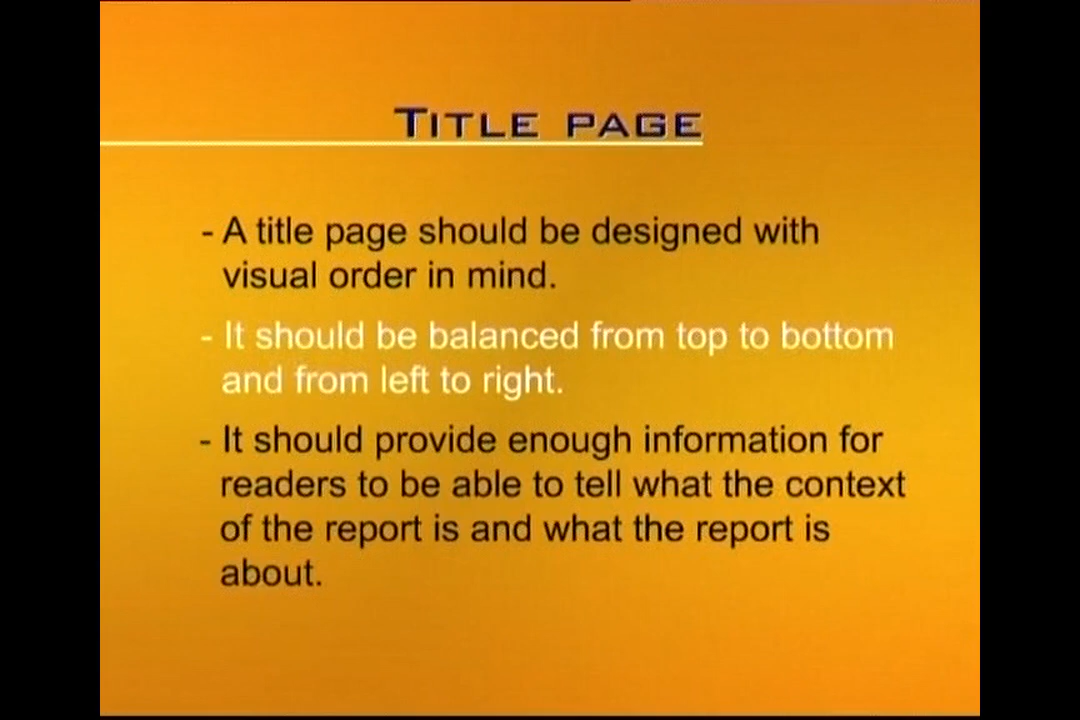 TITLE PAGE
- A title page should be designed with
visual order in mind.
- It should be balanced from top to bottom
and from left to right.
- It should provide enough information for
readers to be able to tell what the context
of the report is and what the report is
about.